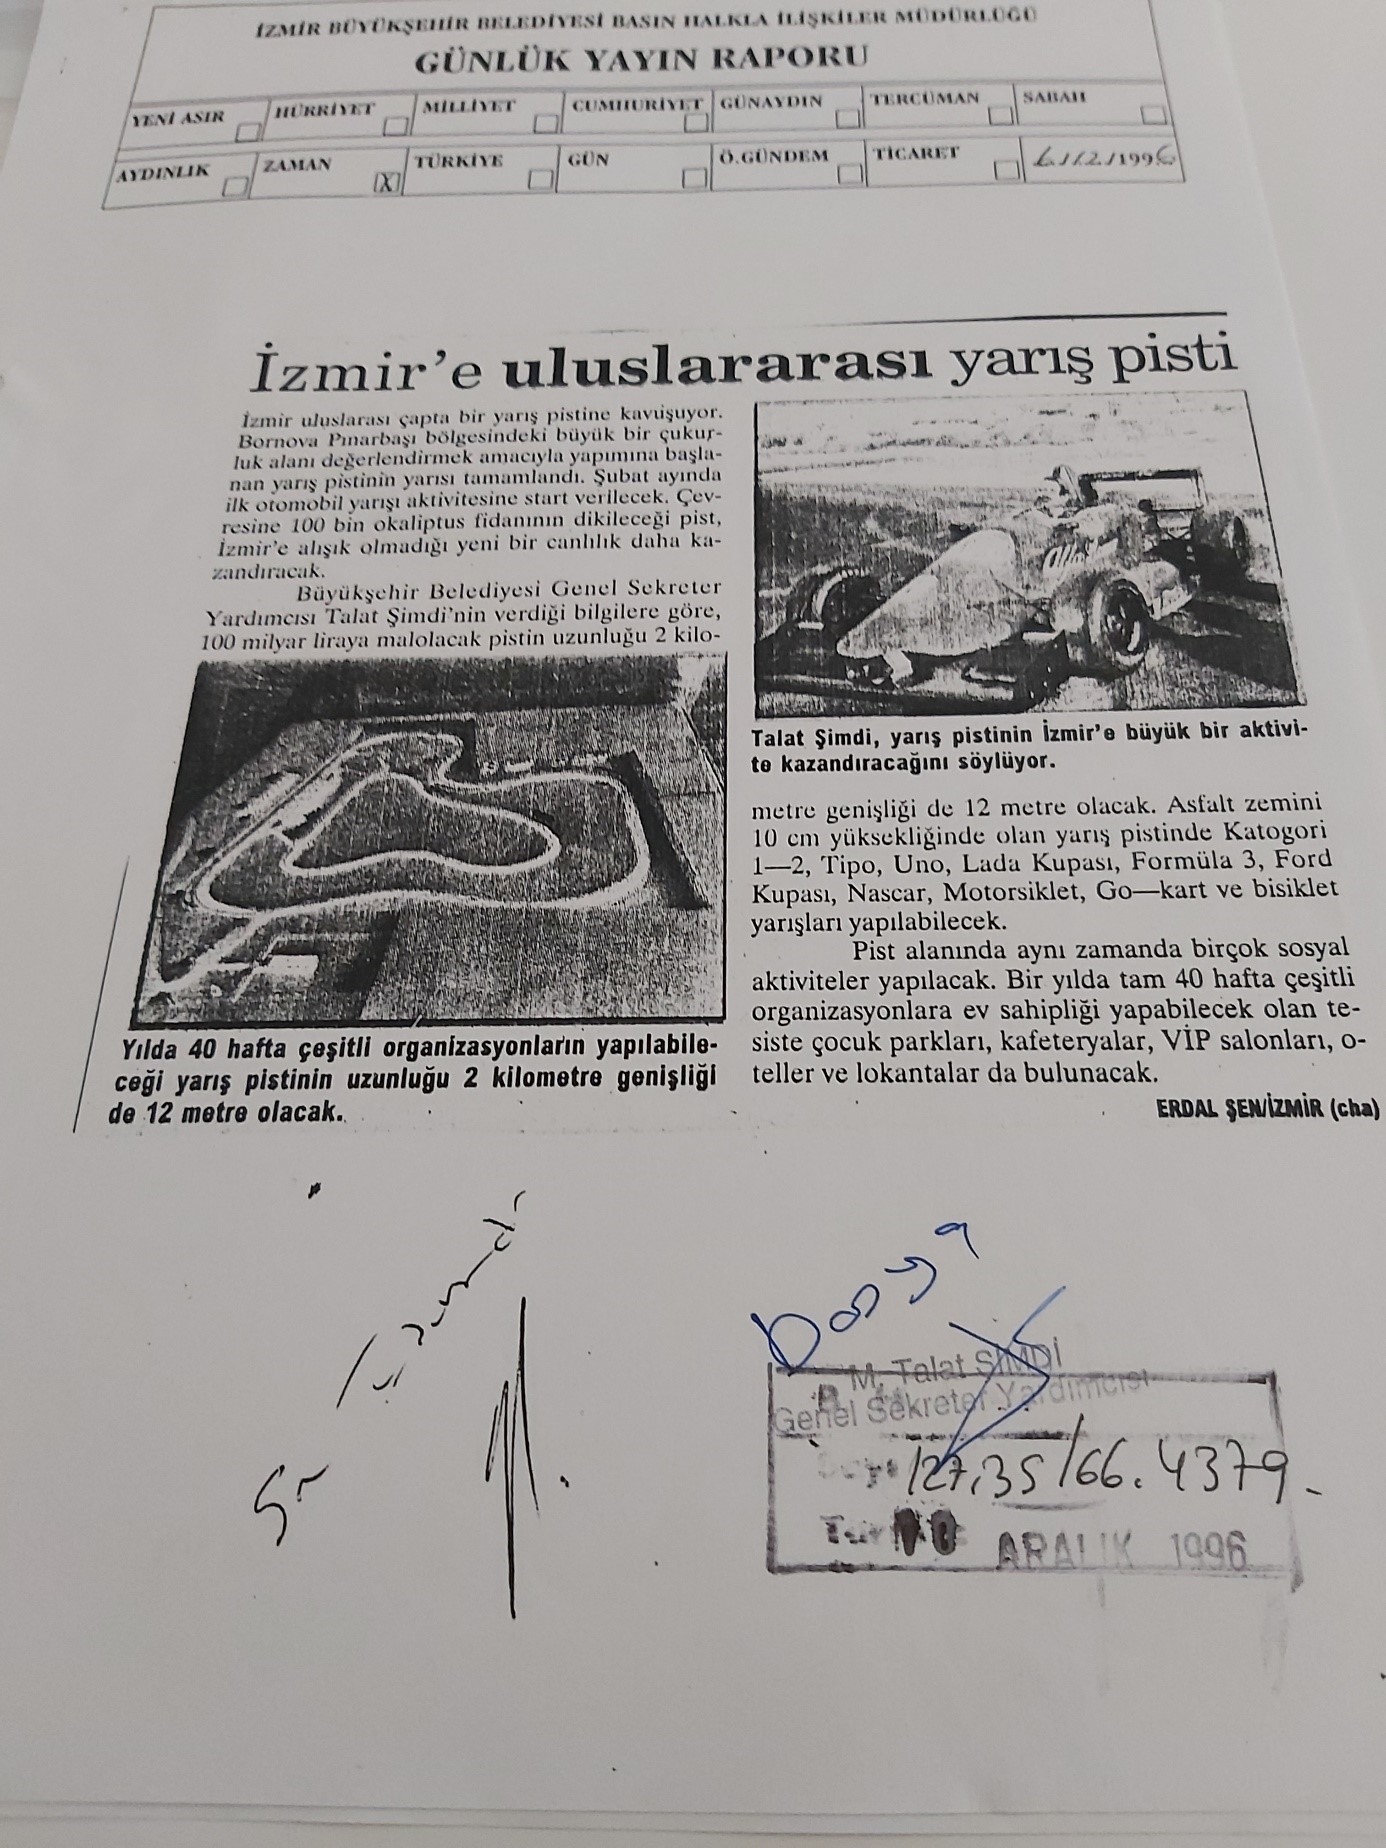 İZMİR BÜYÜKŞEHİR BELEDİYESİ BASIN HALKLA İLİŞKİLER MÜDÜRLÜĞÜ
GÜNLÜK YAYIN RAPORU
YENİ ASIR HÜRRİYET MİLLİYET CUMHURİYET GÜNAYDIN TERCÜMAN SABAH
AYDINLIK ZAMAN X TÜRKİYE GÜN Ö.GÜNDEM TİCARET 6/12/1996
İzmir'e uluslararası yarış pisti
İzmir uluslarası çapta bir yarış pistine kavuşuyor.
Bornova Pınarbaşı bölgesindeki büyük bir çukur-
luk alanı değerlendirmek amacıyla yapımına başla-
nan yarış pistinin yarısı tamamlandı. Şubat ayında
ilk otomobil yarışı aktivitesine start verilecek. Çev-
resine 100 bin okaliptus fidanının dikileceği pist,
İzmir'e alışık olmadığı yeni bir canlılık daha ka-
zandıracak.
Büyükşehir Belediyesi Genel Sekreter
Yardımcısı Talat Şimdi'nin verdiği bilgilere göre,
100 milyar liraya malolacak pistin uzunluğu 2 kilo-
Yılda 40 hafta çeşitli organizasyonların yapılabile-
ceği yarış pistinin uzunluğu 2 kilometre genişliği
de 12 metre olacak.
Talat Şimdi, yarış pistinin İzmir'e büyük bir aktivi-
te kazandıracağını söylüyor.
metre genişliği de 12 metre olacak. Asfalt zemini
10 cm yüksekliğinde olan yarış pistinde Katogori
1—2, Tipo, Uno, Lada Kupası, Formüla 3, Ford
Kupası, Nascar, Motorsiklet, Go—kart ve bisiklet
yarışları yapılabilecek.
Pist alanında aynı zamanda birçok sosyal
aktiviteler yapılacak. Bir yılda tam 40 hafta çeşitli
organizasyonlara ev sahipliği yapabilecek olan te-
siste çocuk parkları, kafeteryalar, VİP salonları, o-
teller ve lokantalar da bulunacak.
ERDAL ŞEN/İZMİR (cha)
Dosya
M. Talat ŞİMDİ
Genel Sekreter Yardımcısı
127.35/66.4379
10 ARALIK 1996